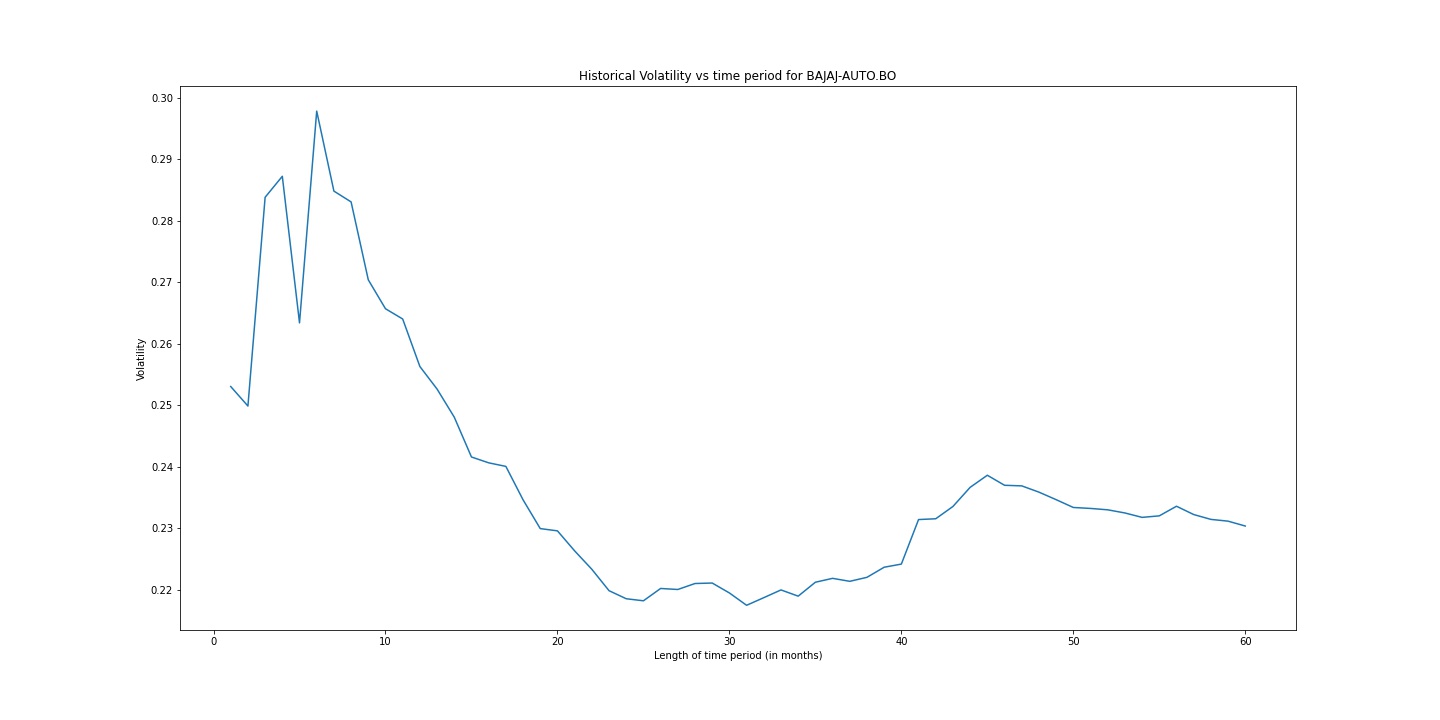 Historical Volatility vs time period for BAJAJ-AUTO.BO
0.30
0.29
0.28
0.27
0.26
0.25
0.24
0.23
0.22
Volatility
0 10 20 30 40 50 60
Length of time period (in months)